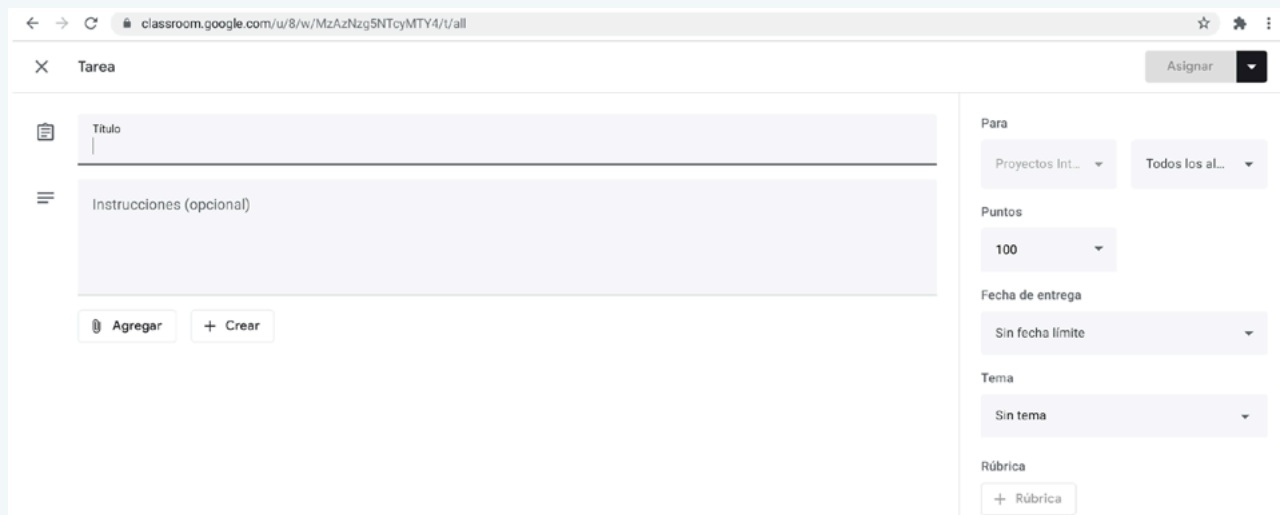 classroom.google.com/u/8/w/MzAzNzg5NTcyMTY4/t/all
Tarea
Asignar
Título
Instrucciones (opcional)
Agregar
+ Crear
Para
Proyectos Int...
Todos los al...
Puntos
100
Fecha de entrega
Sin fecha límite
Tema
Sin tema
Rúbrica
+ Rúbrica